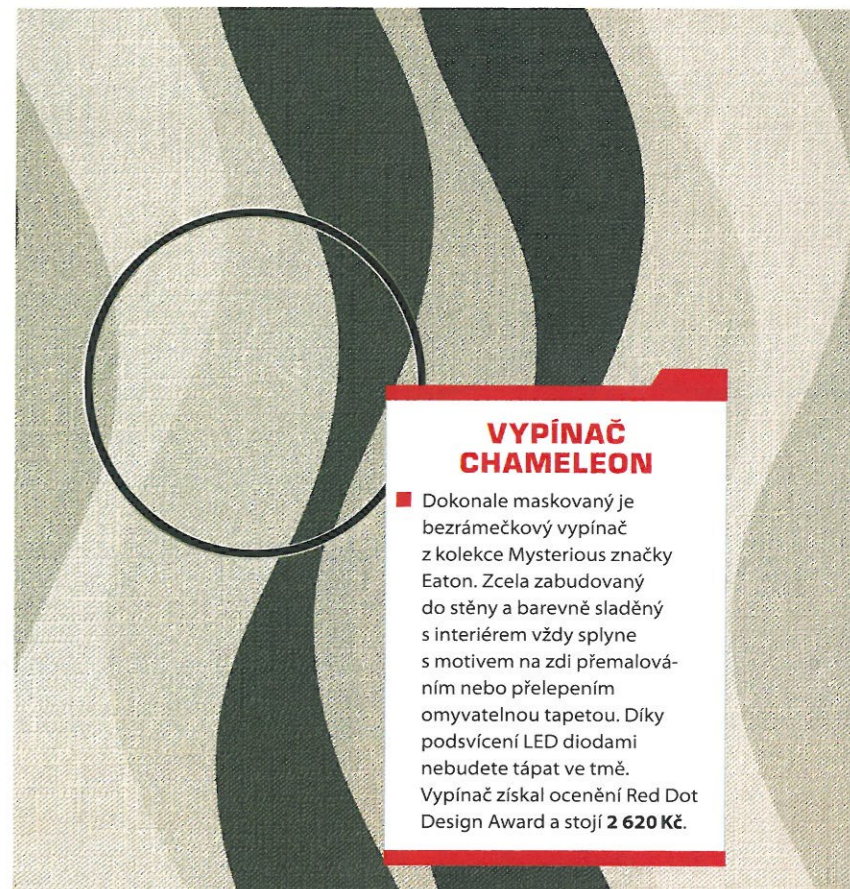 VYPÍNAČ
CHAMELEON
Dokonale maskovaný je
bezrámečkový vypínač
z kolekce Mysterious značky
Eaton. Zcela zabudovaný
do stěny a barevně sladěný
s interiérem vždy splyne
s motivem na zdi přemalová-
ním nebo přelepením
omyvatelnou tapetou. Díky
podsvícení LED diodami
nebudete tápat ve tmě.
Vypínač získal ocenění Red Dot
Design Award a stojí 2 620 Kč.